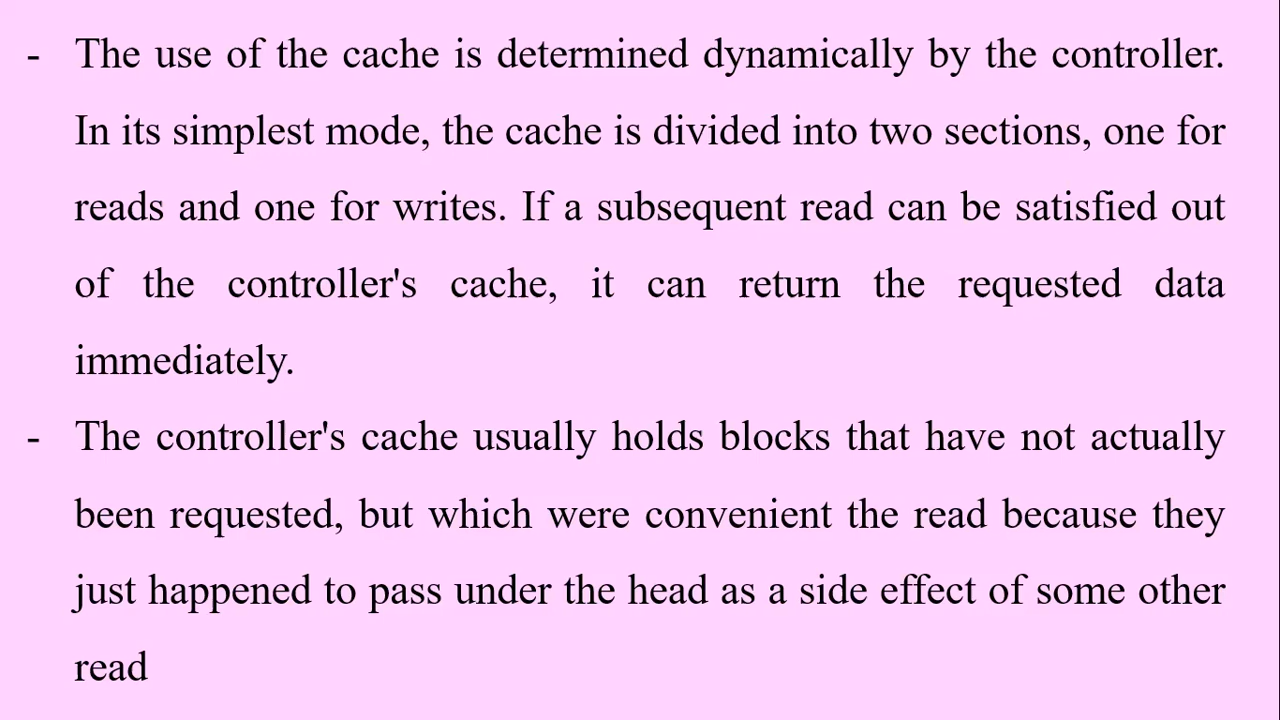 - The use of the cache is determined dynamically by the controller.
In its simplest mode, the cache is divided into two sections, one for
reads and one for writes. If a subsequent read can be satisfied out
of the controller's cache, it can return the requested data
immediately.
- The controller's cache usually holds blocks that have not actually
been requested, but which were convenient the read because they
just happened to pass under the head as a side effect of some other
read